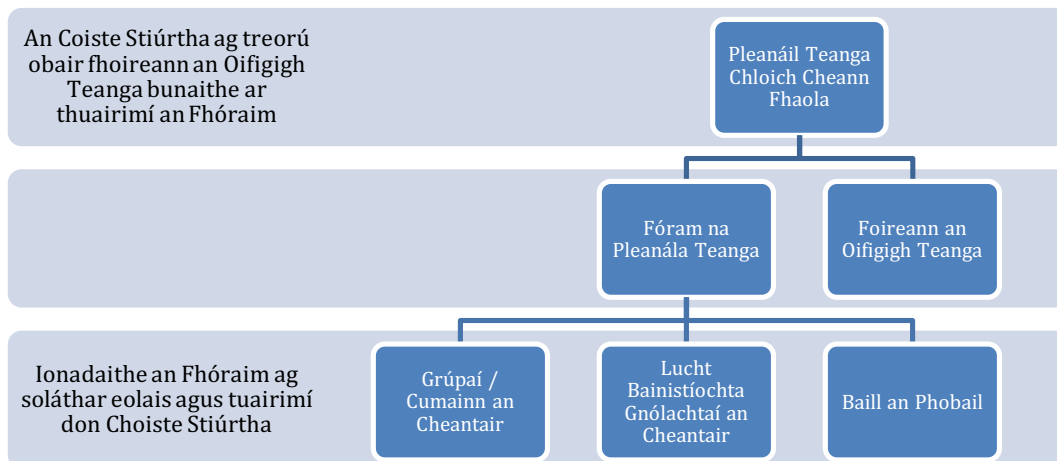 An Coiste Stiúrtha ag treorú
obair fhoireann an Oifigigh
Teanga bunaithe ar
thuairimí an Fhóraim
Pleanáil Teanga
Chloich Cheann
Fhaola
Fóram na
Pleanála Teanga
Foireann an
Oifigigh Teanga
Ionadaithe an Fhóraim ag
soláthar eolais agus tuairimí
don Choiste Stiúrtha
Grúpaí /
Cumainn an
Cheantair
Lucht
Bainistíochta
Gnólachtaí an
Cheantair
Baill an Phobail